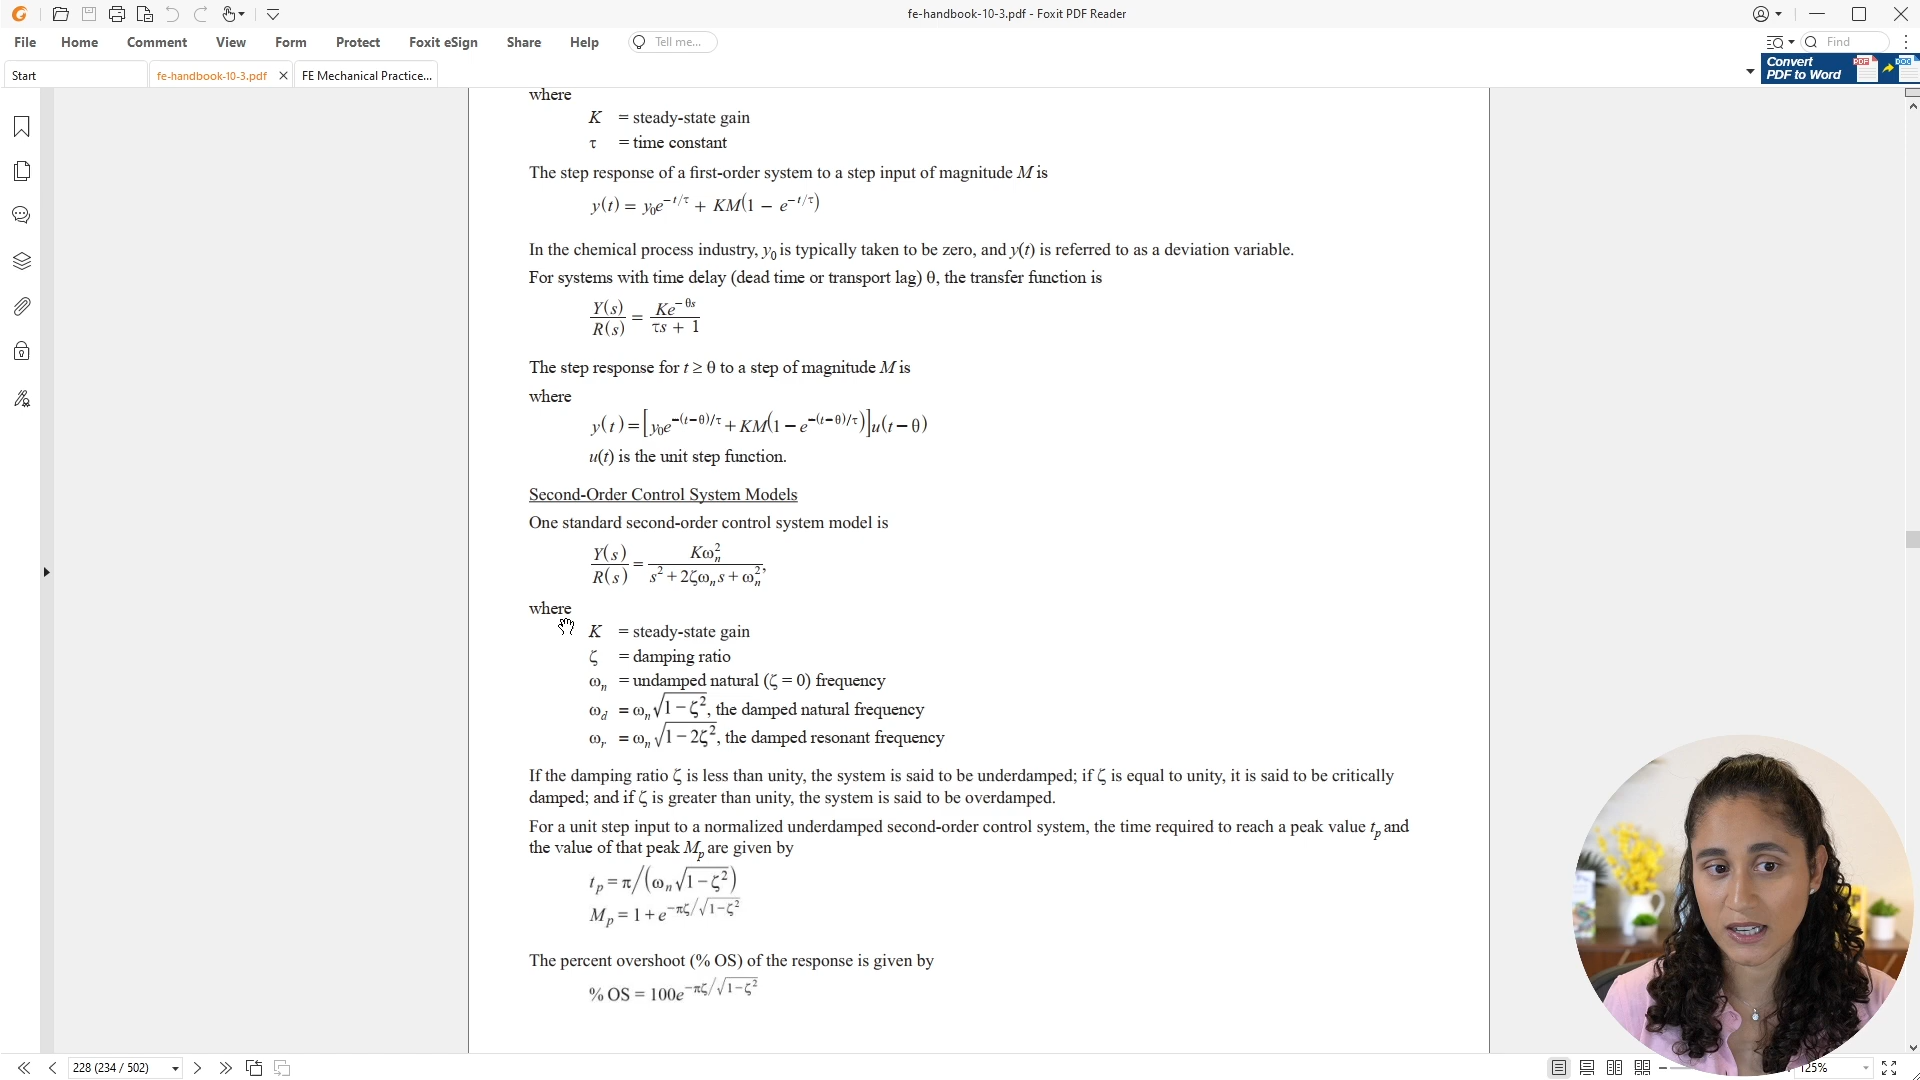 fe-handbook-10-3.pdf - Foxit PDF Reader
File Home Comment View Form Protect Foxit eSign Share Help Tell me... Find
Start fe-handbook-10-3.pdf FE Mechanical Practice...
Convert
PDF to Word
PDF DOC
where
K = steady-state gain
τ = time constant
The step response of a first-order system to a step input of magnitude M is
y(t) = y₀e^(−t/τ) + KM(1 − e^(−t/τ))
In the chemical process industry, y₀ is typically taken to be zero, and y(t) is referred to as a deviation variable.
For systems with time delay (dead time or transport lag) θ, the transfer function is
Y(s)/R(s) = Ke^(−θs)/(τs + 1)
The step response for t ≥ θ to a step of magnitude M is
where
y(t) = [y₀e^(−(t−θ)/τ) + KM(1 − e^(−(t−θ)/τ))]u(t − θ)
u(t) is the unit step function.
Second-Order Control System Models
One standard second-order control system model is
Y(s)/R(s) = Kωₙ²/(s² + 2ζωₙs + ωₙ²),
where
K = steady-state gain
ζ = damping ratio
ωₙ = undamped natural (ζ = 0) frequency
ω_d = ωₙ√(1 − ζ²), the damped natural frequency
ω_r = ωₙ√(1 − 2ζ²), the damped resonant frequency
If the damping ratio ζ is less than unity, the system is said to be underdamped; if ζ is equal to unity, it is said to be critically
damped; and if ζ is greater than unity, the system is said to be overdamped.
For a unit step input to a normalized underdamped second-order control system, the time required to reach a peak value t_p and
the value of that peak M_p are given by
t_p = π/(ωₙ√(1 − ζ²))
M_p = 1 + e^(−πζ/√(1−ζ²))
The percent overshoot (% OS) of the response is given by
% OS = 100e^(−πζ/√(1−ζ²))
228 (234 / 502) 125%